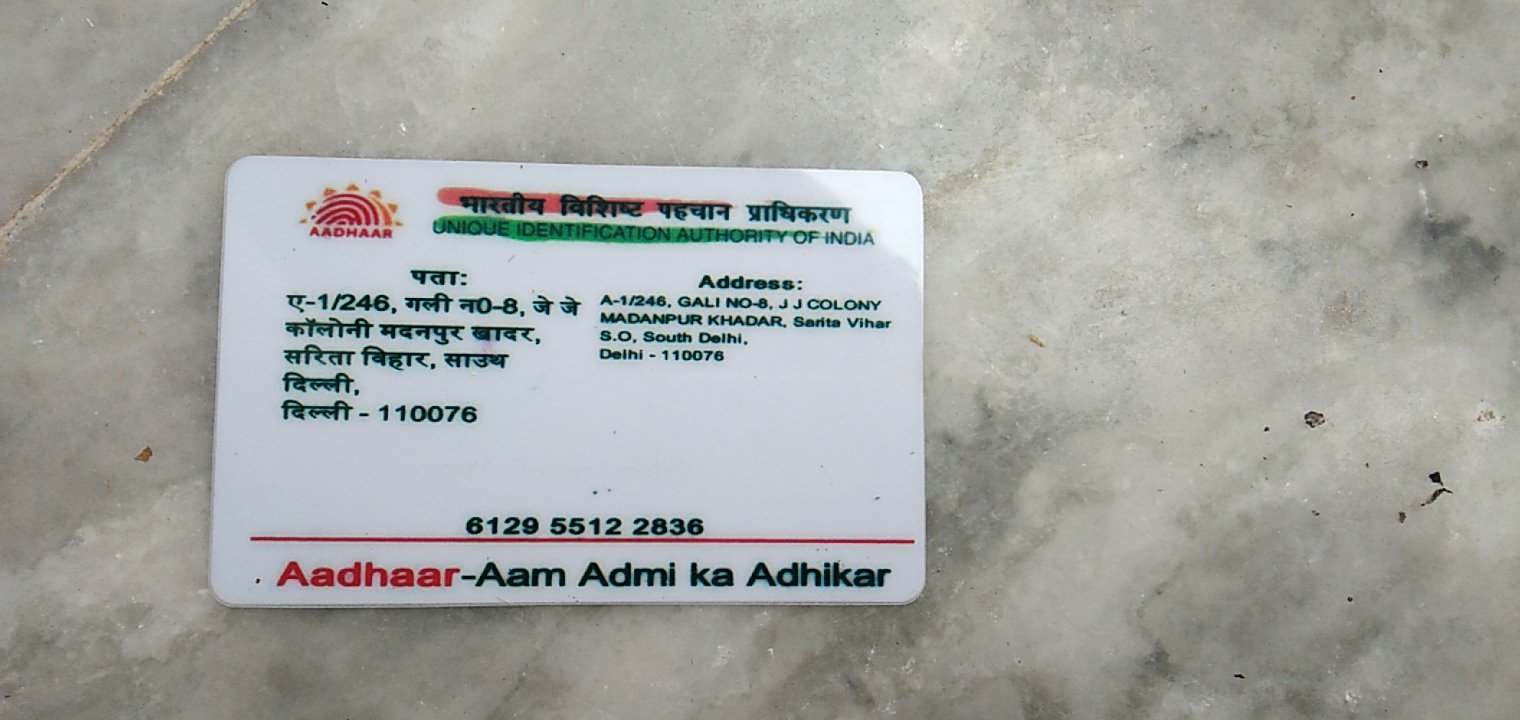 AADHAAR
भारतीय विशिष्ट पहचान प्राधिकरण
UNIQUE IDENTIFICATION AUTHORITY OF INDIA
पता:
ए-1/246, गली न0-8, जे जे
कॉलोनी मदनपुर खादर,
सरिता विहार, साउथ
दिल्ली,
दिल्ली - 110076
Address:
A-1/246, GALI NO-8, J J COLONY
MADANPUR KHADAR, Sarita Vihar
S.O, South Delhi,
Delhi - 110076
6129 5512 2836
Aadhaar-Aam Admi ka Adhikar